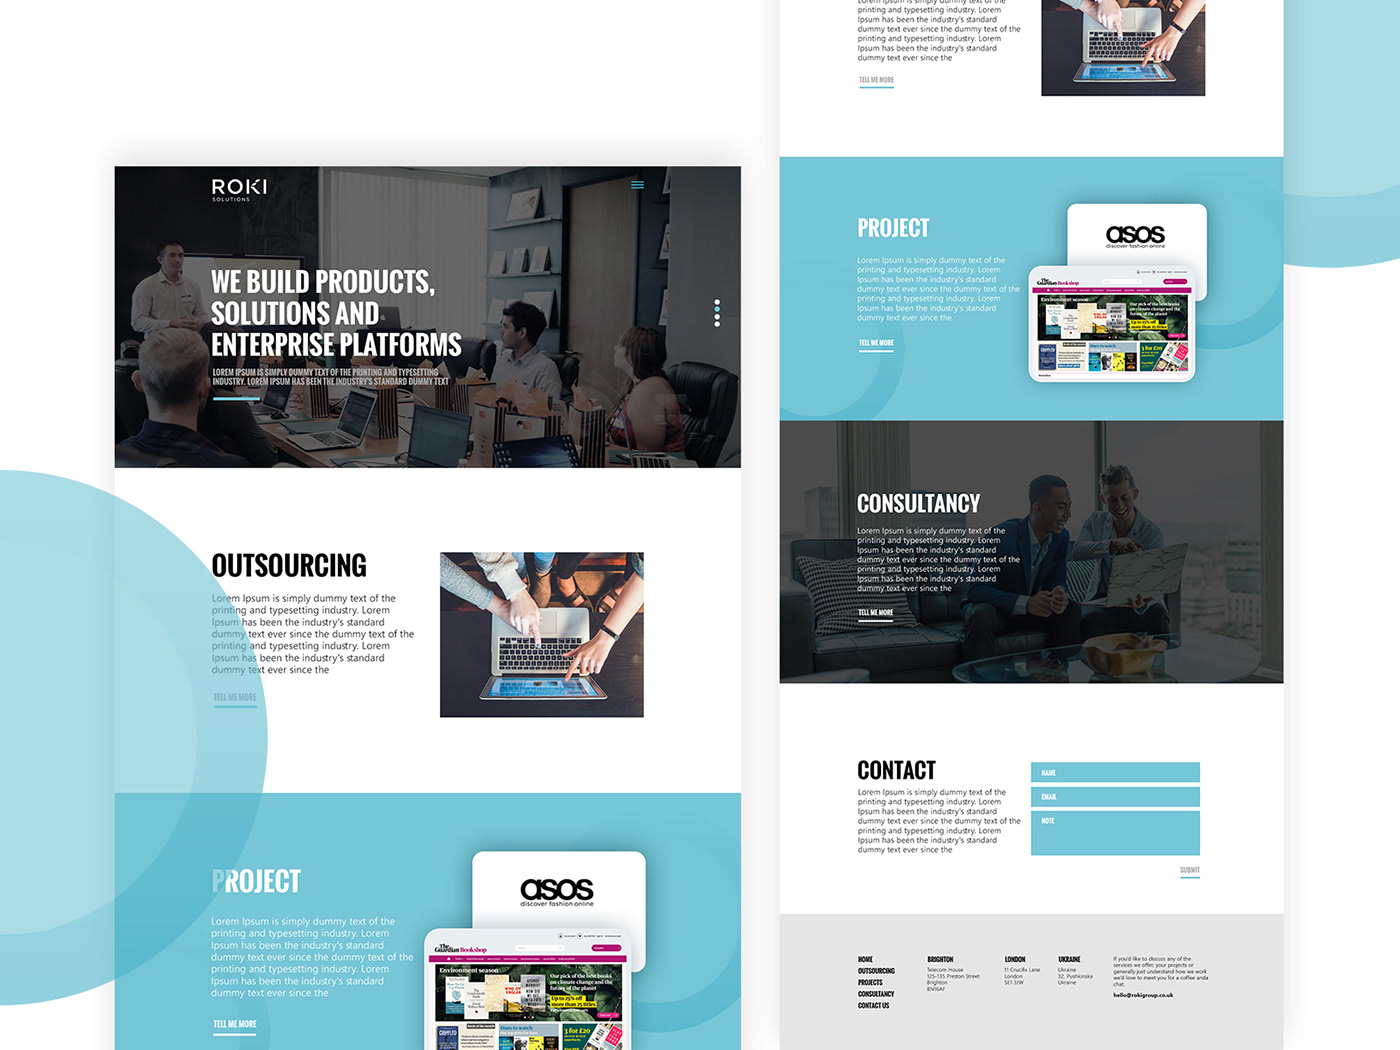 ROKI
SOLUTIONS
WE BUILD PRODUCTS,
SOLUTIONS AND
ENTERPRISE PLATFORMS
LOREM IPSUM IS SIMPLY DUMMY TEXT OF THE PRINTING AND TYPESETTING
INDUSTRY. LOREM IPSUM HAS BEEN THE INDUSTRY'S STANDARD DUMMY TEXT
OUTSOURCING
Lorem Ipsum is simply dummy text of the
printing and typesetting industry. Lorem
Ipsum has been the industry's standard
dummy text ever since the dummy text of the
printing and typesetting industry. Lorem
Ipsum has been the industry's standard
dummy text ever since the
TELL ME MORE
PROJECT
Lorem Ipsum is simply dummy text of the
printing and typesetting industry. Lorem
Ipsum has been the industry's standard
dummy text ever since the dummy text of the
printing and typesetting industry. Lorem
Ipsum has been the industry's standard
dummy text ever since the
TELL ME MORE
asos
discover fashion online
The
Guardian Bookshop
Environment season
Our pick of the best books
on climate change and the
future of the planet
Up to 25% off
more than 25 titles
Ones to watch
3 for £20
printing and typesetting industry. Lorem
Ipsum has been the industry's standard
dummy text ever since the dummy text of the
printing and typesetting industry. Lorem
Ipsum has been the industry's standard
dummy text ever since the
TELL ME MORE
PROJECT
Lorem Ipsum is simply dummy text of the
printing and typesetting industry. Lorem
Ipsum has been the industry's standard
dummy text ever since the dummy text of the
printing and typesetting industry. Lorem
Ipsum has been the industry's standard
dummy text ever since the
TELL ME MORE
asos
discover fashion online
The
Guardian Bookshop
Environment season
Our pick of the best books
on climate change and the
future of the planet
Up to 25% off
more than 25 titles
Ones to watch
3 for £20
CONSULTANCY
Lorem Ipsum is simply dummy text of the
printing and typesetting industry. Lorem
Ipsum has been the industry's standard
dummy text ever since the dummy text of the
printing and typesetting industry. Lorem
Ipsum has been the industry's standard
dummy text ever since the
TELL ME MORE
CONTACT
Lorem Ipsum is simply dummy text of the
printing and typesetting industry. Lorem
Ipsum has been the industry's standard
dummy text ever since the dummy text of the
printing and typesetting industry. Lorem
Ipsum has been the industry's standard
dummy text ever since the
NAME
EMAIL
NOTE
SUBMIT
HOME
OUTSOURCING
PROJECTS
CONSULTANCY
CONTACT US
BRIGHTON
Telecom House
125-135 Preston Street
Brighton
BN16AF
LONDON
11 Crucifix Lane
London
SE1 3JW
UKRAINE
Ukraine
32, Pushkinska
Ukraine
If you'd like to discuss any of the
services we offer, your projects or
generally just understand how we work
we'd love to meet you for a coffee anda
chat.
hello@rokigroup.co.uk